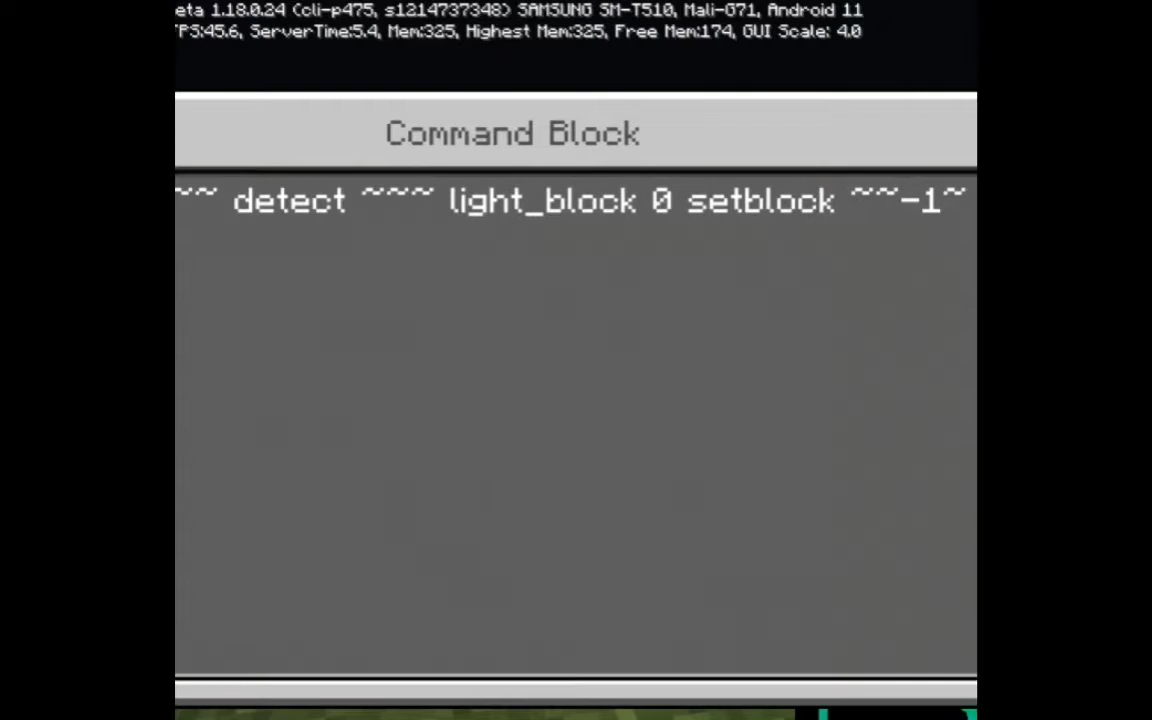 eta 1.18.0.24 (cli-p475, s1214737348) SAMSUNG SM-T510, Mali-G71, Android 11
PS:45.6, ServerTime:5.4, Mem:325, Highest Mem:325, Free Mem:174, GUI Scale: 4.0
Command Block
~~ detect ~~~ light_block 0 setblock ~~-1~